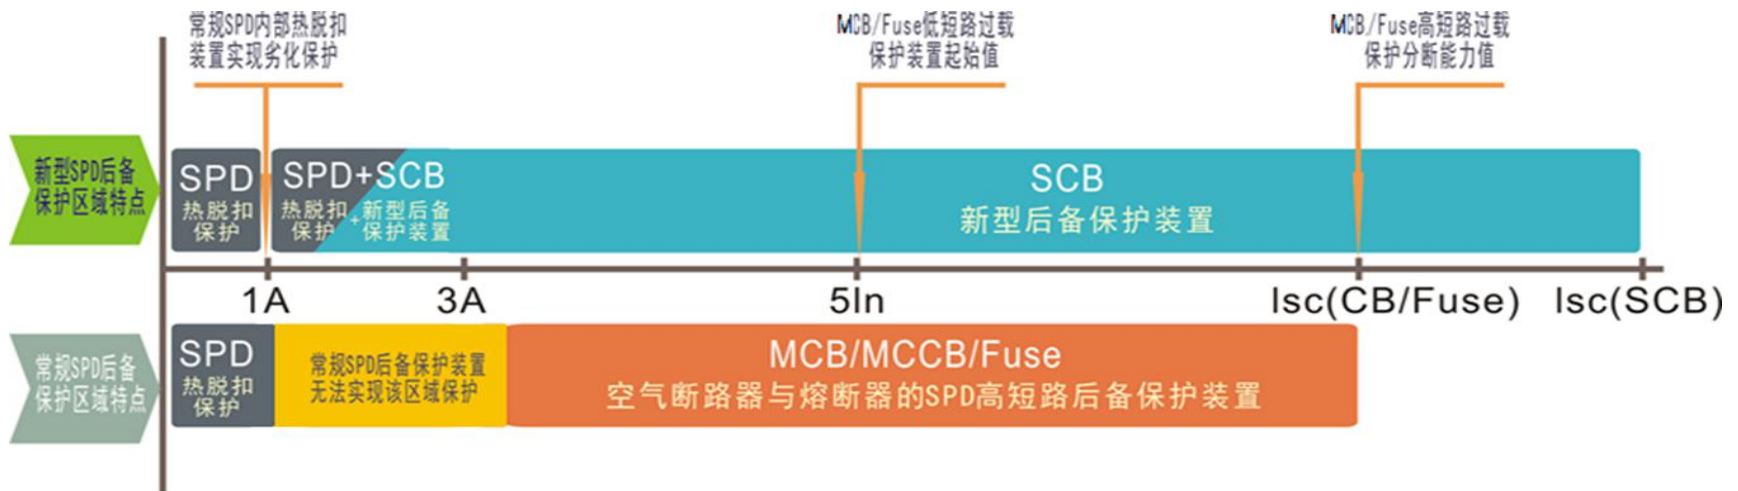 常规SPD内部热脱扣
装置实现劣化保护
MCB/Fuse低短路过载
保护装置起始值
MCB/Fuse高短路过载
保护分断能力值
新型SPD后备
保护区域特点
SPD
热脱扣
保护
SPD+SCB
热脱扣
保护
+
新型后备
保护装置
SCB
新型后备保护装置
1A
3A
5In
Isc(CB/Fuse)
Isc(SCB)
常规SPD后备
保护区域特点
SPD
热脱扣
保护
常规SPD后备保护装置
无法实现该区域保护
MCB/MCCB/Fuse
空气断路器与熔断器的SPD高短路后备保护装置